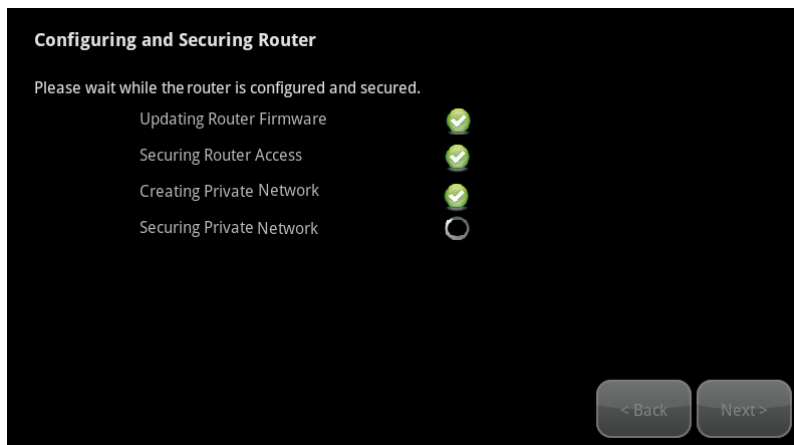 Configuring and Securing Router
Please wait while the router is configured and secured.
Updating Router Firmware
Securing Router Access
Creating Private Network
Securing Private Network
< Back
Next >